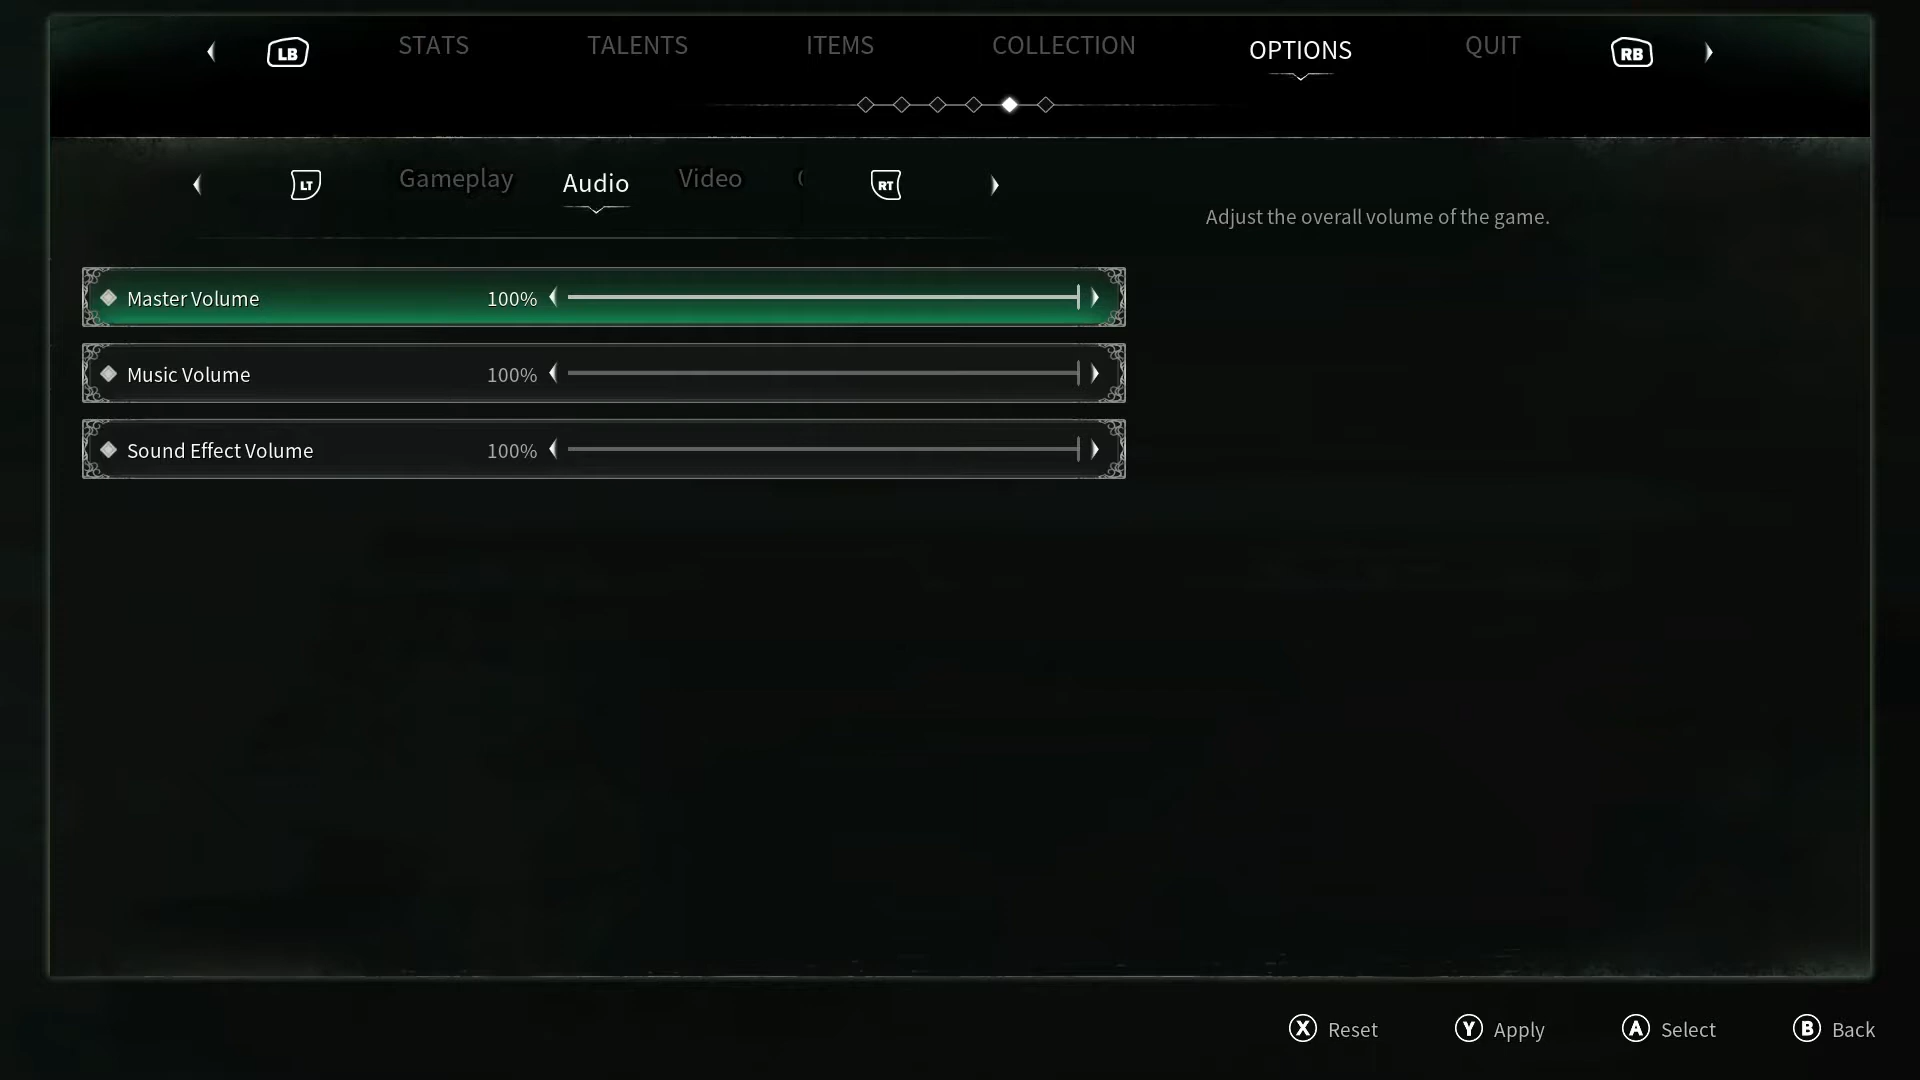 LB STATS TALENTS ITEMS COLLECTION OPTIONS QUIT RB
LT Gameplay Audio Video RT
Adjust the overall volume of the game.
Master Volume 100%
Music Volume 100%
Sound Effect Volume 100%
X Reset Y Apply A Select B Back